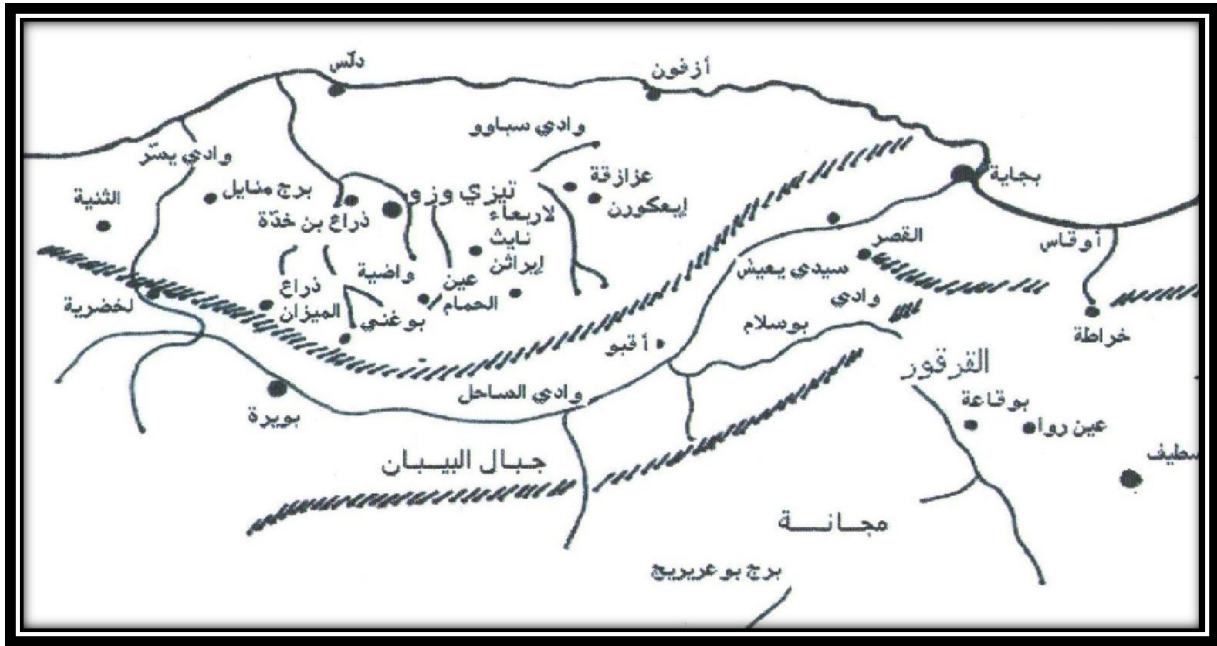 دلّس
أزفون
وادي سباوو
وادي يسّر
بجاية
عزازقة
إيعكورن
الثنية
برج منايل
تيزي وزو
لاربعاء
نايث
إيراثن
ذراع بن خدّة
أوقاس
القصر
سيدي يعيش
واضية
عين
الحمام
ذراع
الميزان
بوغني
لخضرية
وادي
بوسلام
خراطة
أقبو
القرقور
وادي الساحل
بويرة
بوقاعة
عين روا
سطيف
جبال البيبان
مجانة
برج بوعريريج